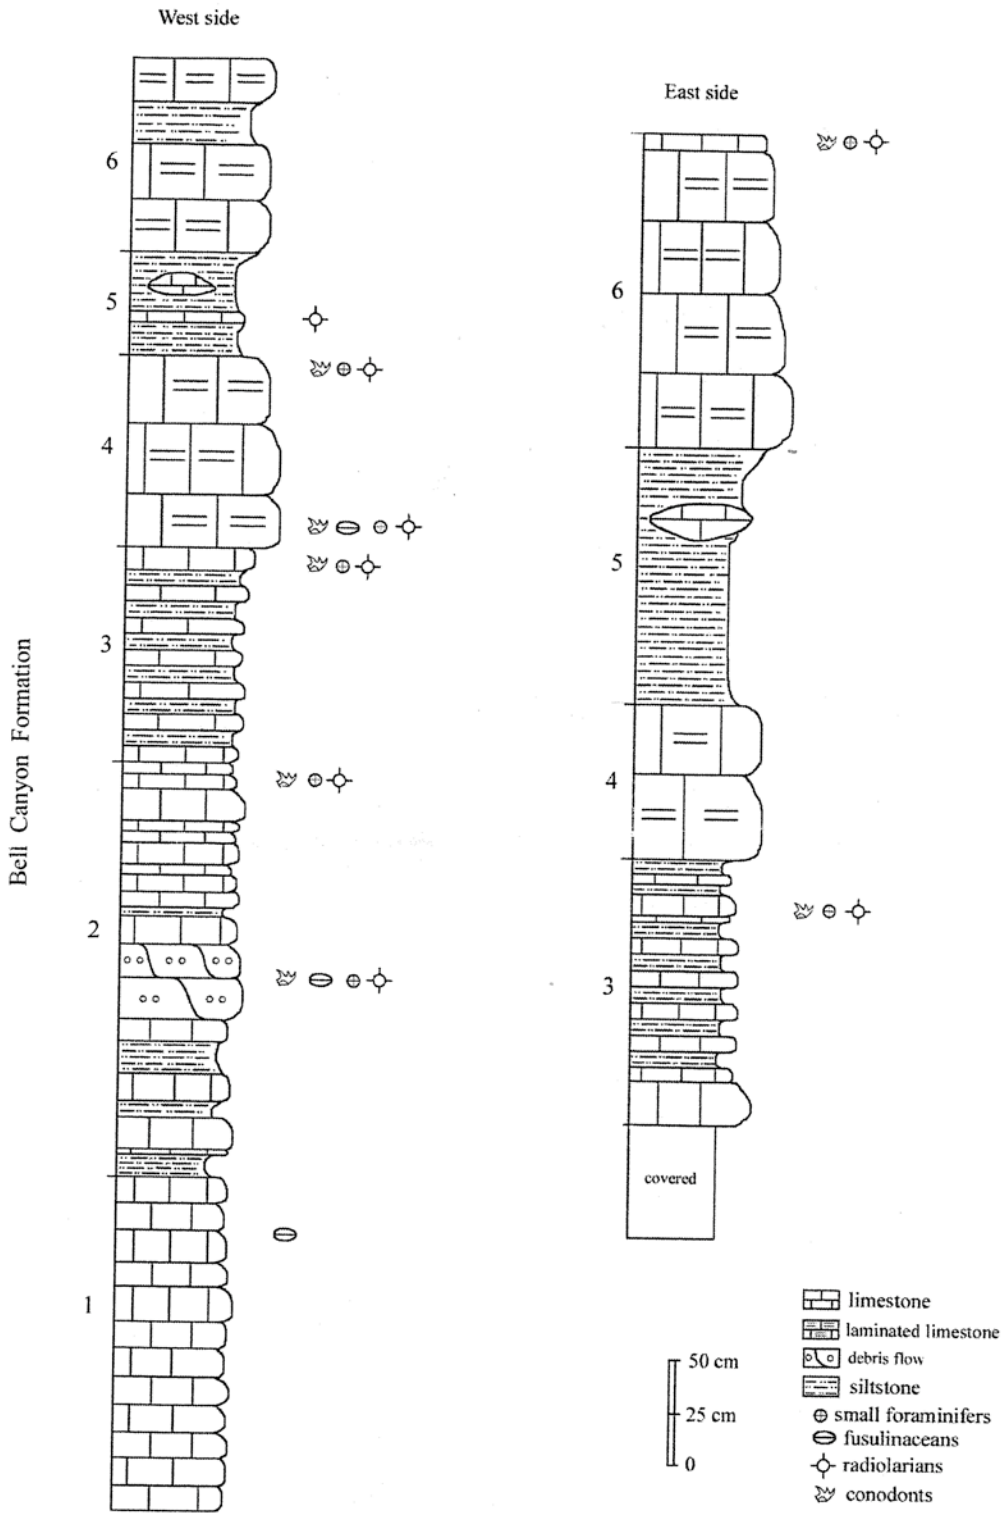 West side
East side
6
5
4
3
2
1
6
5
4
3
covered
Bell Canyon Formation
50 cm
25 cm
0
limestone
laminated limestone
debris flow
siltstone
small foraminifers
fusulinaceans
radiolarians
conodonts